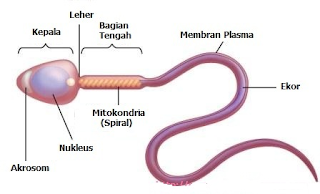 Leher
Kepala
Bagian
Tengah
Membran Plasma
Ekor
Mitokondria
(Spiral)
Nukleus
Akrosom